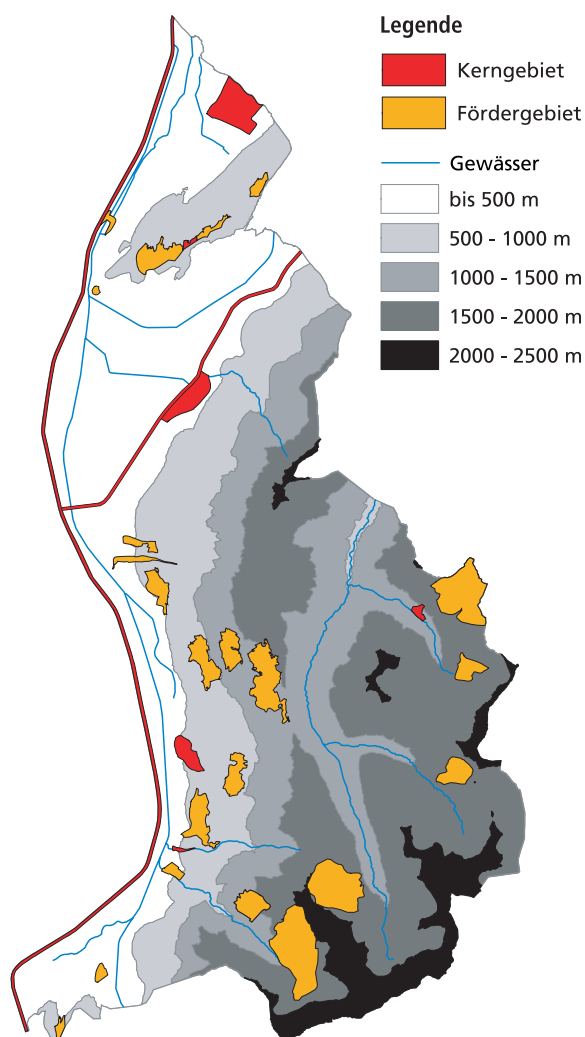 Legende
Kerngebiet
Fördergebiet
Gewässer
bis 500 m
500 - 1000 m
1000 - 1500 m
1500 - 2000 m
2000 - 2500 m